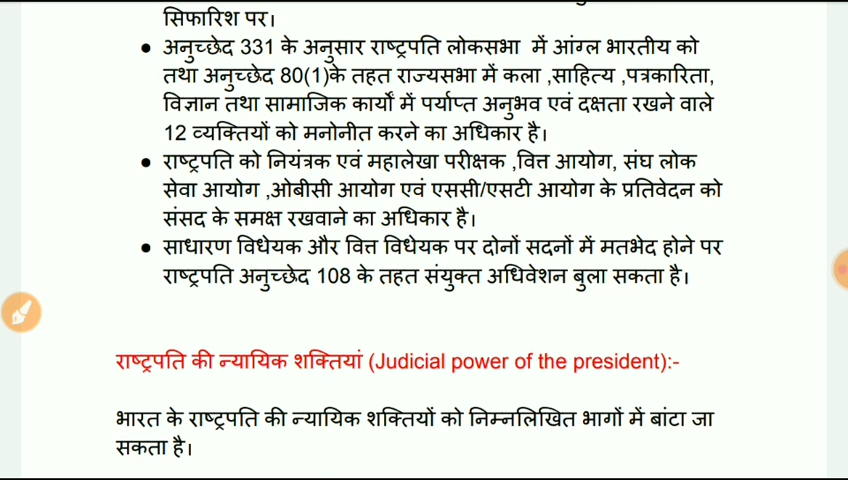 सिफारिश पर।
● अनुच्छेद 331 के अनुसार राष्ट्रपति लोकसभा में आंग्ल भारतीय को
तथा अनुच्छेद 80(1)के तहत राज्यसभा में कला ,साहित्य ,पत्रकारिता,
विज्ञान तथा सामाजिक कार्यों में पर्याप्त अनुभव एवं दक्षता रखने वाले
12 व्यक्तियों को मनोनीत करने का अधिकार है।
● राष्ट्रपति को नियंत्रक एवं महालेखा परीक्षक ,वित्त आयोग, संघ लोक
सेवा आयोग ,ओबीसी आयोग एवं एससी/एसटी आयोग के प्रतिवेदन को
संसद के समक्ष रखवाने का अधिकार है।
● साधारण विधेयक और वित्त विधेयक पर दोनों सदनों में मतभेद होने पर
राष्ट्रपति अनुच्छेद 108 के तहत संयुक्त अधिवेशन बुला सकता है।
राष्ट्रपति की न्यायिक शक्तियां (Judicial power of the president):-
भारत के राष्ट्रपति की न्यायिक शक्तियों को निम्नलिखित भागों में बांटा जा
सकता है।